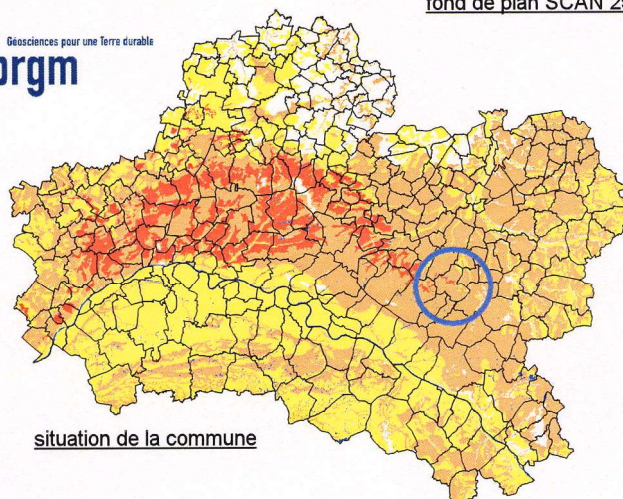 fond de plan SCAN 25
Géosciences pour une Terre durable
brgm
situation de la commune